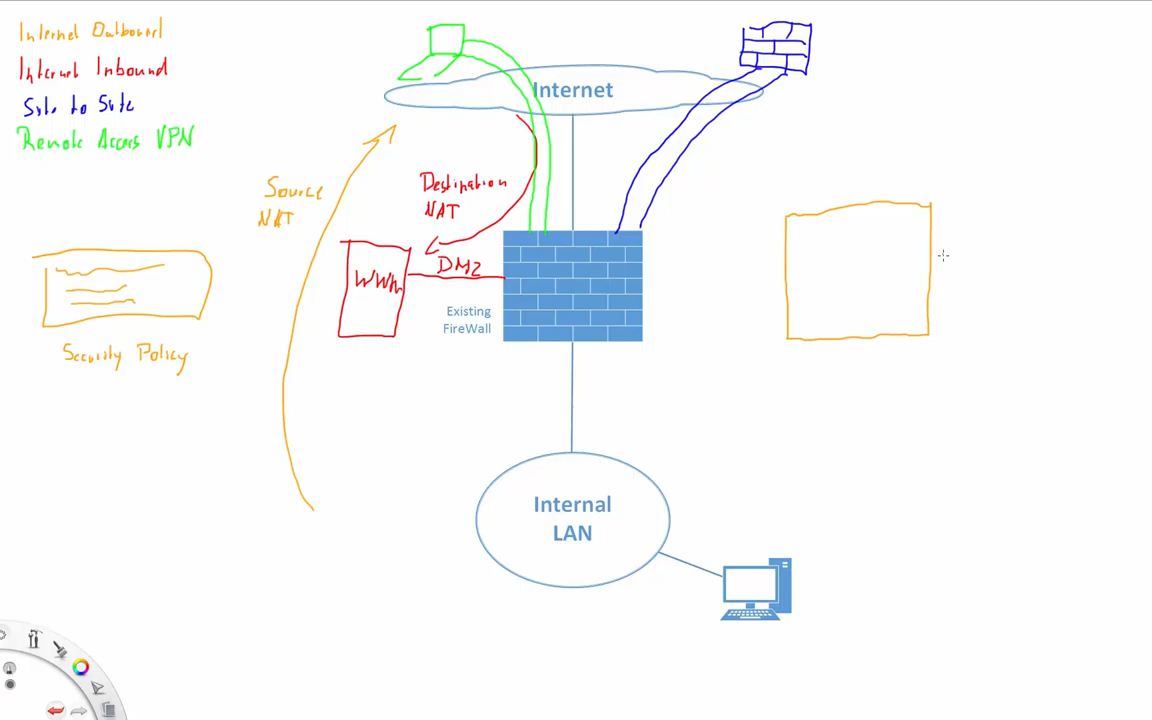 Internet Outbound
Internet Inbound
Site to Site
Remote Access VPN
Internet
Source
NAT
Destination
NAT
WWW
DMZ
Existing
FireWall
Security Policy
Internal
LAN